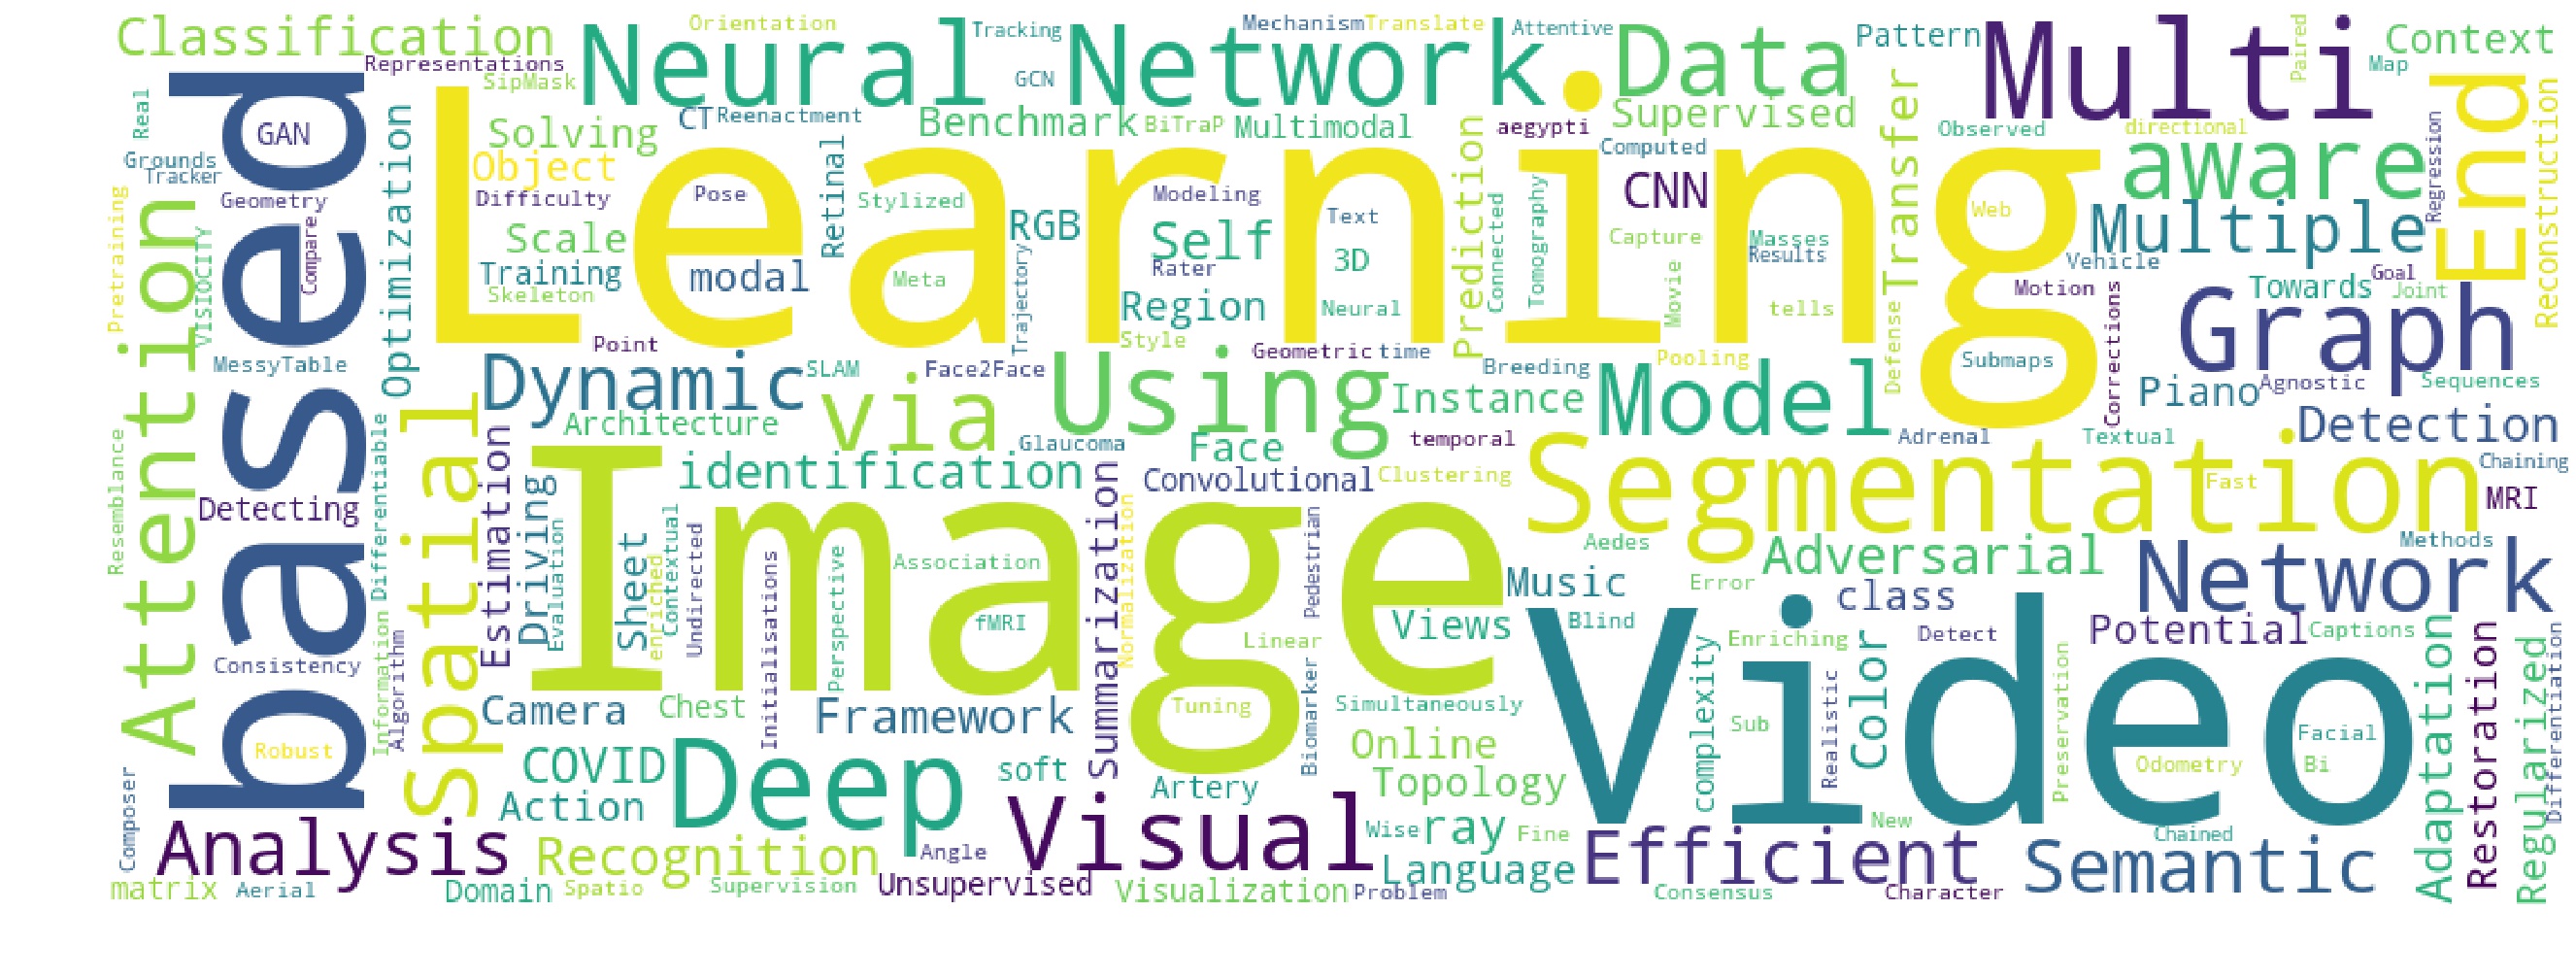 Classification
Orientation
Neural Network
Tracking
Mechanism
Translate
Attentive
Data
Pattern
Multi
Paired
Context
Map
Representations
SipMask
GCN
Supervised
Real
based
GAN
Optimization
Solving
CT
Reenactment
Benchmark
BiTraP
Multimodal
aegypti
Computed
Transfer
Observed
directional
aware
Regression
End
Reconstruction
Grounds
Tracker
Object
Learning
Retinal
Prediction
Geometry
Difficulty
Pose
Stylized
Modeling
Text
CNN
Web
Multiple
Pretraining
Attention
VISIOCITY
Compare
Scale
RGB
Self
Connected
Tomography
Capture
Masses
Results
Training
modal
Meta
Rater
3D
Movie
Vehicle
Goal
Skeleton
Trajectory
Region
Neural
tells
Motion
Towards
Joint
Corrections
Graph
Point
Style
MessyTable
Dynamic
SLAM
Face2Face
Using
Geometric
time
Breeding
Pooling
Defense
Submaps
Agnostic
Sequences
Piano
Architecture
via
Instance
Model
Detection
Glaucoma
Face
temporal
Adrenal
Textual
Resemblance
Differentiable
Spatial
Estimation
identification
Summarization
Convolutional
Clustering
Segmentation
Fast
Chaining
MRI
Detecting
Driving
Evaluation
Sheet
enriched
Contextual
Undirected
Initialisations
Perspective
Image
Association
Normalization
Pedestrian
Aedes
Adversarial
Methods
Music
Error
Network
fMRI
Linear
Views
Blind
class
Consistency
Information
Algorithm
Video
Enriching
Detect
Potential
Captions
Camera
Chest
Framework
Tuning
Biomarker
Simultaneously
complexity
Sub
Realistic
Color
Preservation
Facial
Adaptation
Restoration
Regularized
Differentiation
Robust
COVID
Deep
soft
Online
Odometry
Bi
Composer
Action
Artery
Topology
Analysis
Recognition
Angle
Visual
Wise
ray
Fine
New
Chained
Efficient
Semantic
matrix
Aerial
Domain
Spatio
Supervision
Unsupervised
Visualization
Problem
Language
Consensus
Character